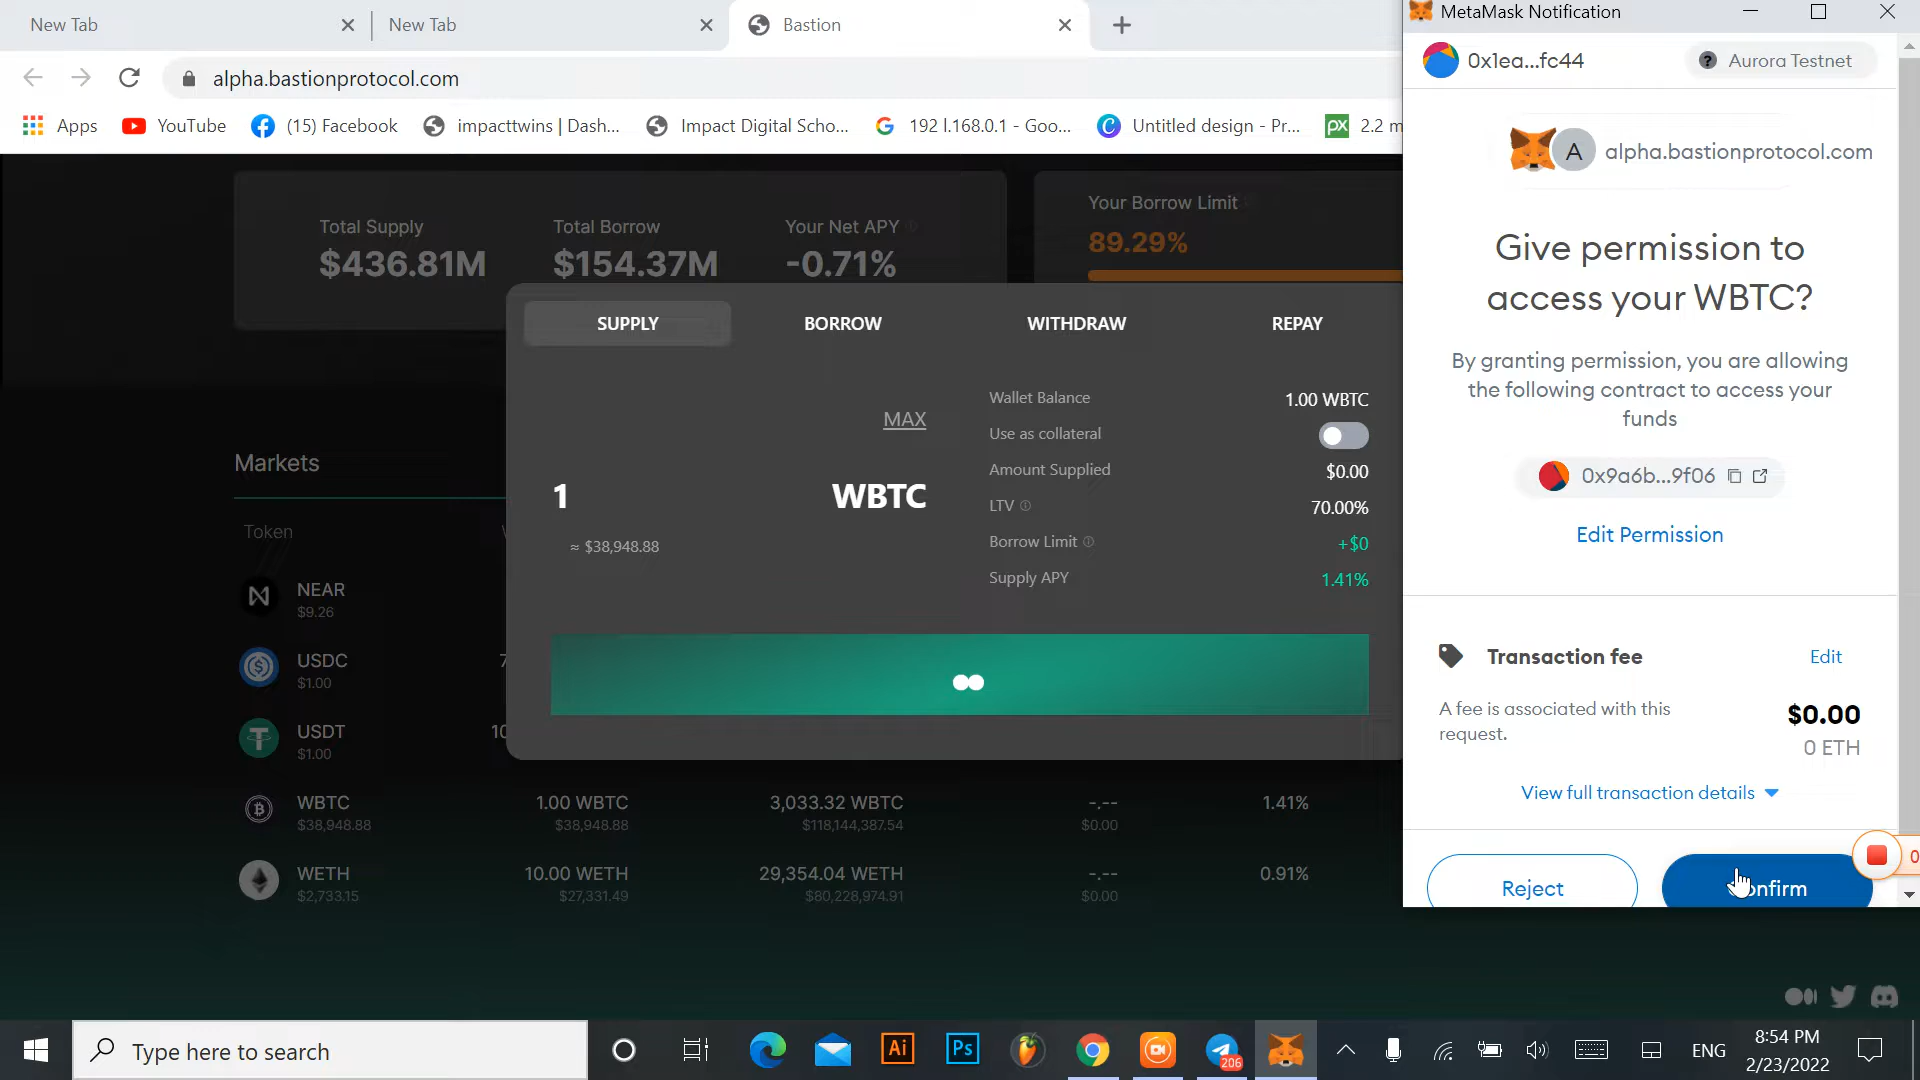 New Tab
New Tab
Bastion
MetaMask Notification
alpha.bastionprotocol.com
Apps
YouTube
(15) Facebook
impacttwins | Dash...
Impact Digital Scho...
192 l.168.0.1 - Goo...
Untitled design - Pr...
px
2.2 m
0x1ea...fc44
Aurora Testnet
A
alpha.bastionprotocol.com
Give permission to
access your WBTC?
By granting permission, you are allowing
the following contract to access your
funds
0x9a6b...9f06
Edit Permission
Transaction fee
Edit
A fee is associated with this
request.
$0.00
0 ETH
View full transaction details
Reject
Total Supply
$436.81M
Total Borrow
$154.37M
Your Net APY
-0.71%
Your Borrow Limit
89.29%
SUPPLY
BORROW
WITHDRAW
REPAY
MAX
1
WBTC
≈ $38,948.88
Wallet Balance
1.00 WBTC
Use as collateral
Amount Supplied
$0.00
LTV
70.00%
Borrow Limit
+$0
Supply APY
1.41%
Markets
Token
NEAR
$9.26
USDC
$1.00
7
USDT
$1.00
10
WBTC
$38,948.88
1.00 WBTC
$38,948.88
3,033.32 WBTC
$118,144,387.54
-.--
$0.00
1.41%
WETH
$2,733.15
10.00 WETH
$27,331.49
29,354.04 WETH
$80,228,974.91
-.--
$0.00
0.91%
Type here to search
Ai
Ps
206
ENG
8:54 PM
2/23/2022